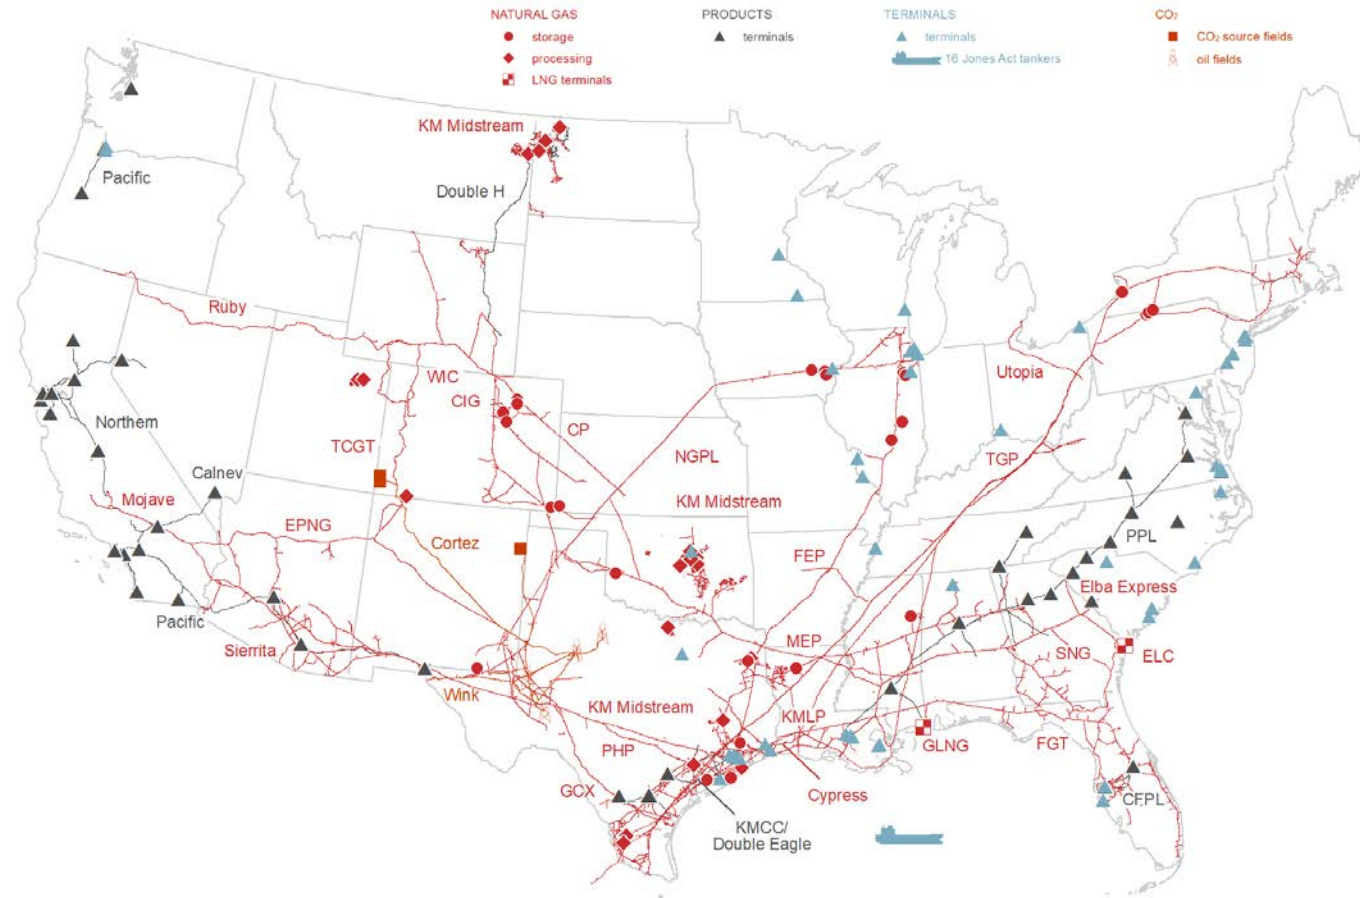 NATURAL GAS
storage
processing
LNG terminals
PRODUCTS
terminals
TERMINALS
terminals
16 Jones Act tankers
CO₂
CO₂ source fields
oil fields
KM Midstream
Pacific
Double H
Ruby
WIC
CIG
CP
Utopia
Northern
TCGT
NGPL
TGP
Calnev
Mojave
KM Midstream
EPNG
Cortez
FEP
PPL
Elba Express
Pacific
Sierrita
MEP
SNG
ELC
Wink
KM Midstream
KMLP
PHP
GLNG
FGT
GCX
Cypress
CFPL
KMCC/
Double Eagle